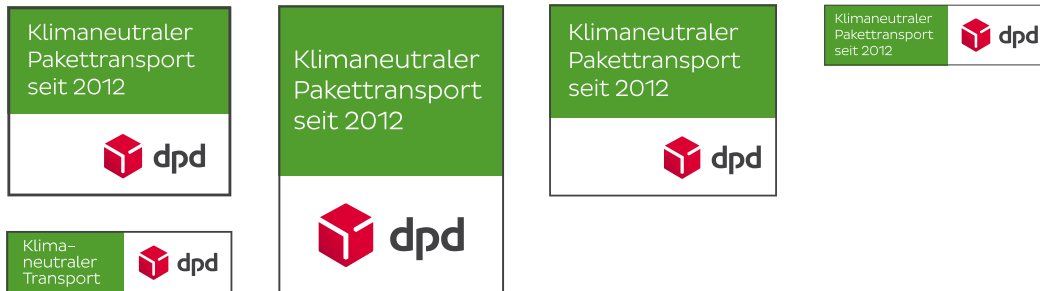 Klimaneutraler
Pakettransport
seit 2012
dpd
Klimaneutraler
Pakettransport
seit 2012
dpd
Klimaneutraler
Pakettransport
seit 2012
dpd
Klimaneutraler
Pakettransport
seit 2012
dpd
Klima–
neutraler
Transport
dpd